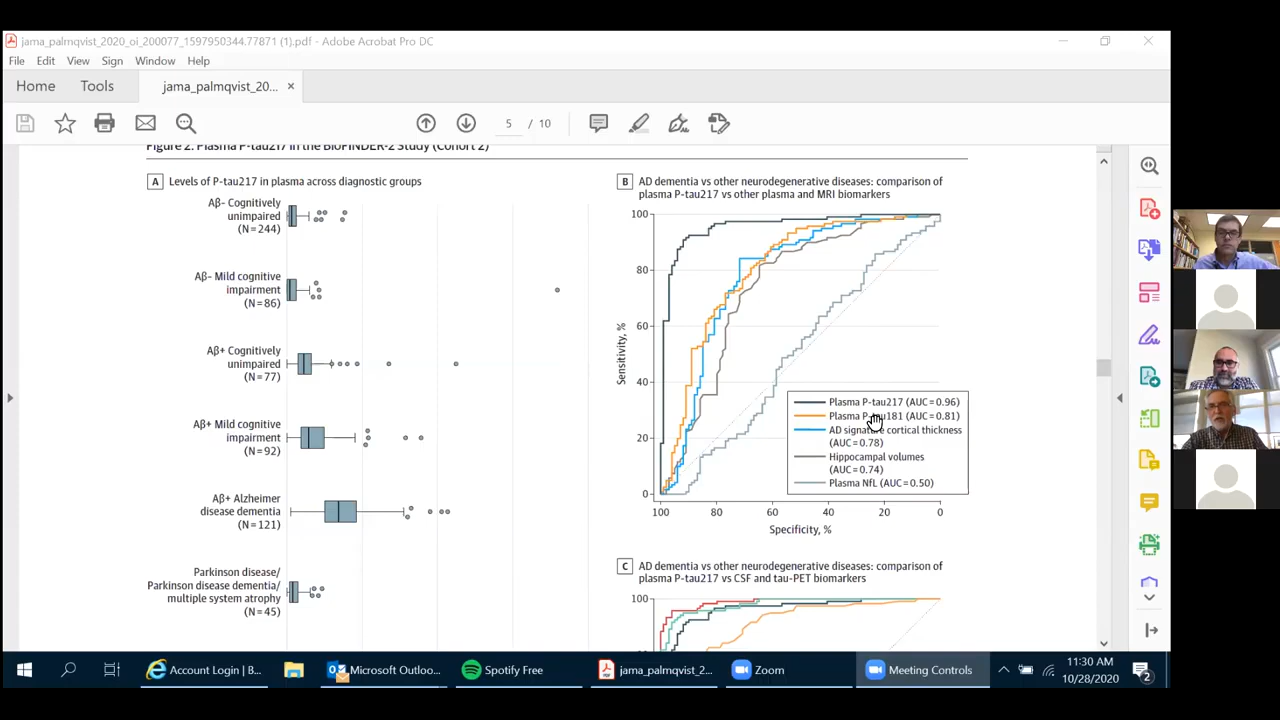 jama_palmqvist_2020_oi_200077_1597950344.77871 (1).pdf - Adobe Acrobat Pro DC
File Edit View Sign Window Help
Home Tools jama_palmqvist_20... ×
5 / 10
Figure 2. Plasma P-tau217 in the BioFINDER-2 Study (Cohort 2)
A Levels of P-tau217 in plasma across diagnostic groups
Aβ– Cognitively
unimpaired
(N = 244)
Aβ– Mild cognitive
impairment
(N = 86)
Aβ+ Cognitively
unimpaired
(N = 77)
Aβ+ Mild cognitive
impairment
(N = 92)
Aβ+ Alzheimer
disease dementia
(N = 121)
Parkinson disease/
Parkinson disease dementia/
multiple system atrophy
(N = 45)
B AD dementia vs other neurodegenerative diseases: comparison of
plasma P-tau217 vs other plasma and MRI biomarkers
100
80
60
40
20
0
Sensitivity, %
Plasma P-tau217 (AUC = 0.96)
Plasma P-tau181 (AUC = 0.81)
AD signature cortical thickness
(AUC = 0.78)
Hippocampal volumes
(AUC = 0.74)
Plasma NfL (AUC = 0.50)
100 80 60 40 20 0
Specificity, %
C AD dementia vs other neurodegenerative diseases: comparison of
plasma P-tau217 vs CSF and tau-PET biomarkers
100
80
Account Login | B...
Microsoft Outloo...
Spotify Free
jama_palmqvist_2...
Zoom
Meeting Controls
11:30 AM
10/28/2020
2